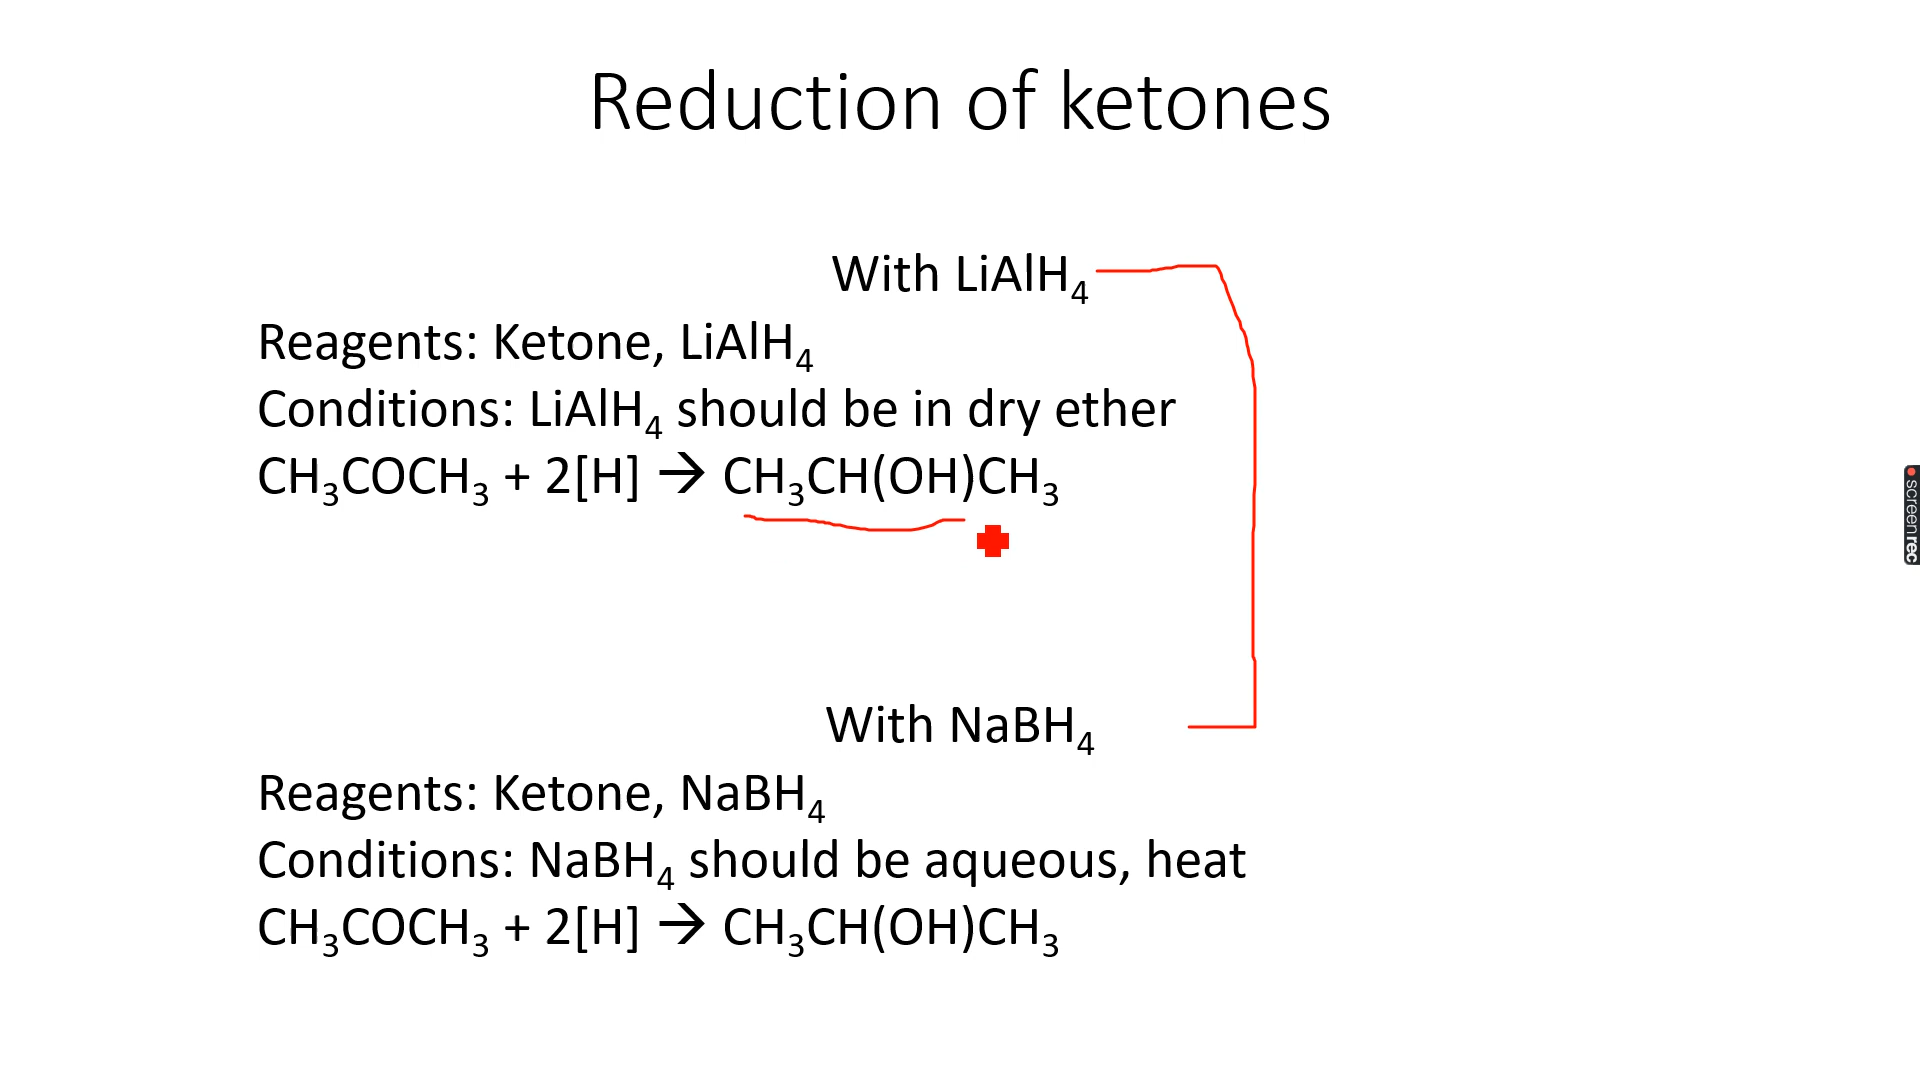 Reduction of ketones
With LiAlH₄
Reagents: Ketone, LiAlH₄
Conditions: LiAlH₄ should be in dry ether
CH₃COCH₃ + 2[H] → CH₃CH(OH)CH₃
With NaBH₄
Reagents: Ketone, NaBH₄
Conditions: NaBH₄ should be aqueous, heat
CH₃COCH₃ + 2[H] → CH₃CH(OH)CH₃
screenrec